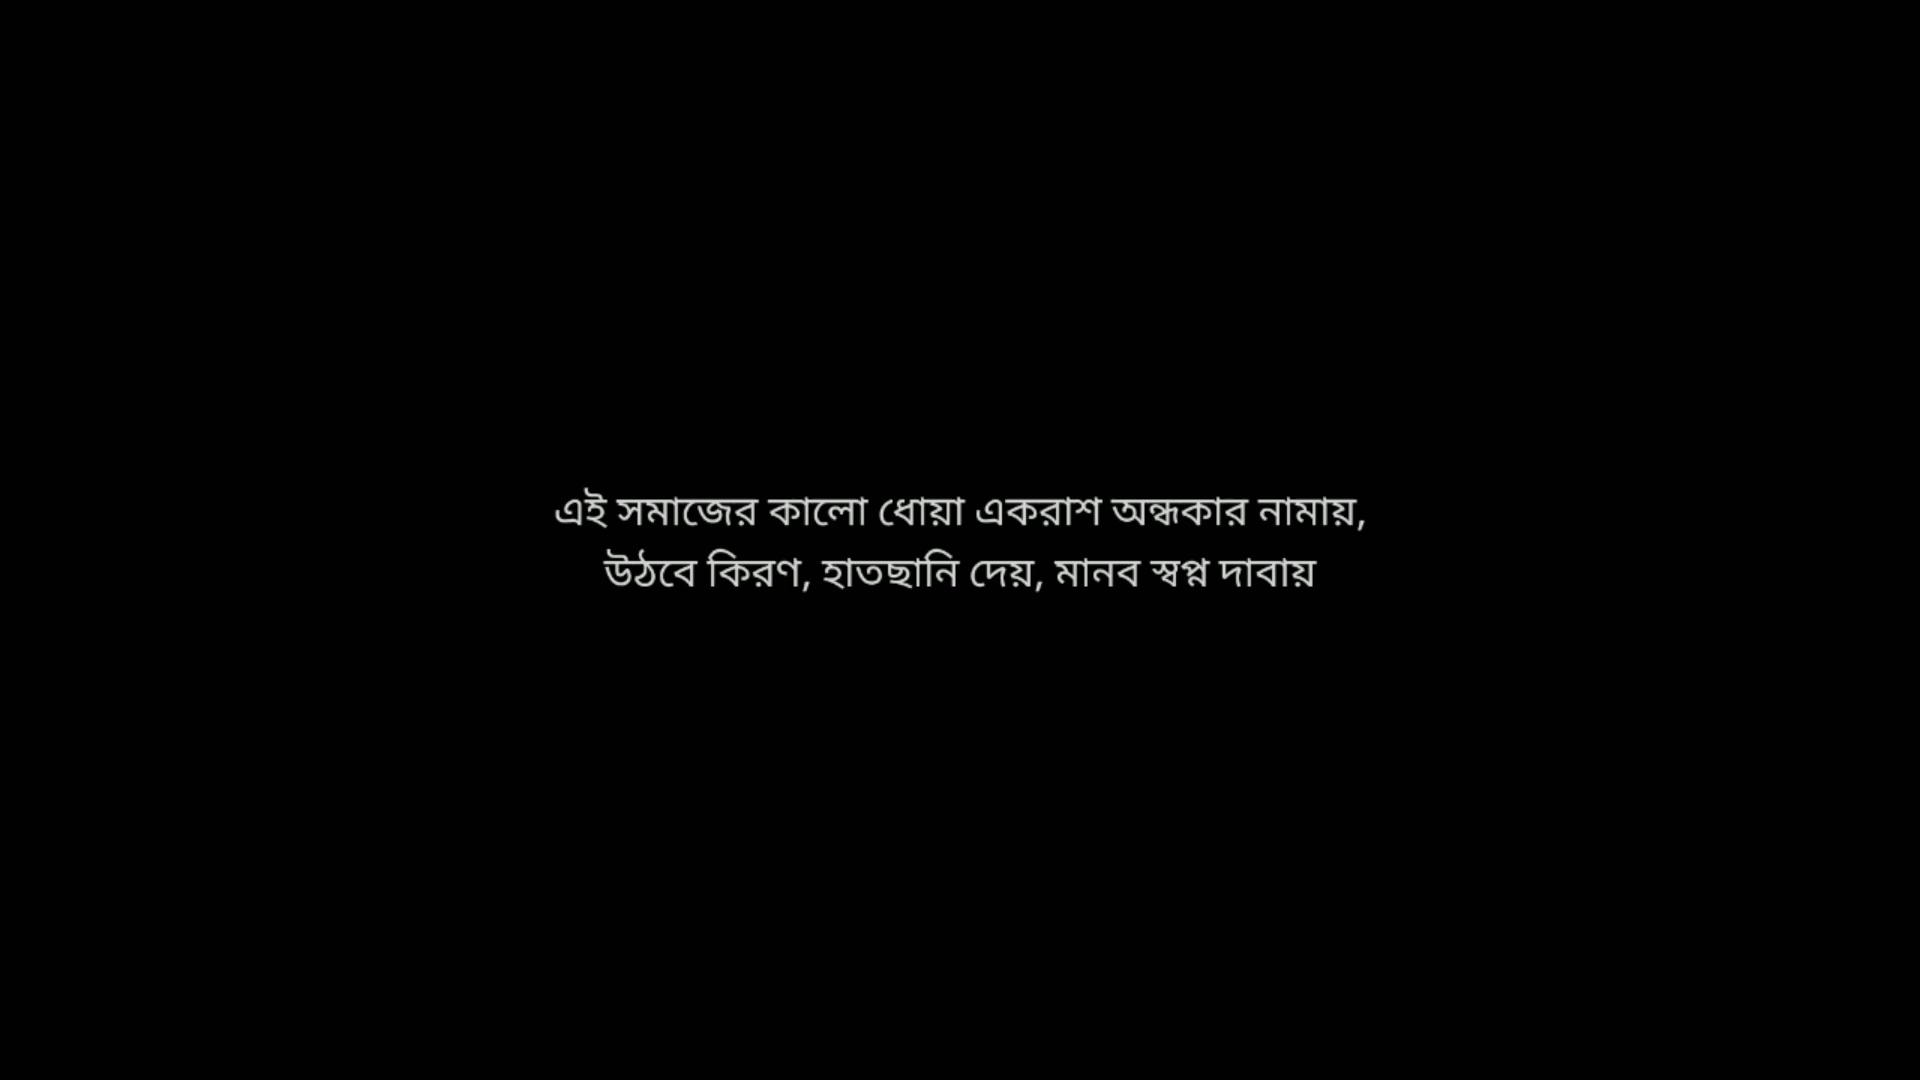 এই সমাজের কালো ধোয়া একরাশ অন্ধকার নামায়,
উঠবে কিরণ, হাতছানি দেয়, মানব স্বপ্ন দাবায়